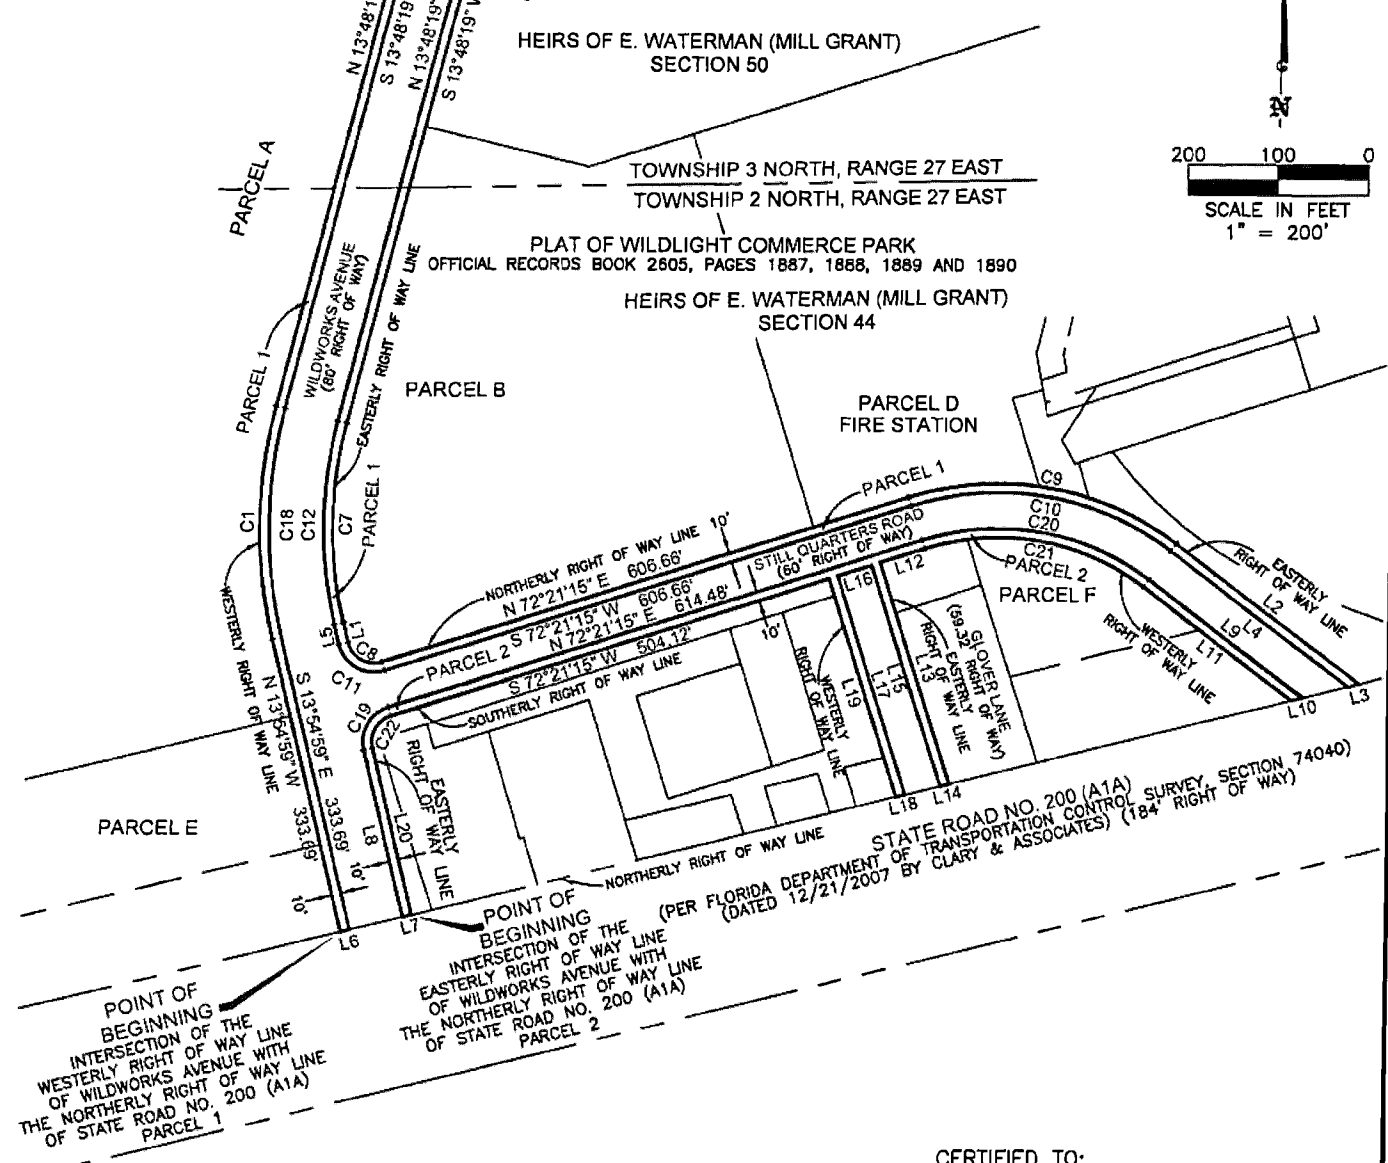 N 13°48'1
S 13°48'19
N 13°48'19"
S 13°48'19" W
HEIRS OF E. WATERMAN (MILL GRANT)
SECTION 50
N
200 100 0
SCALE IN FEET
1" = 200'
PARCEL A
TOWNSHIP 3 NORTH, RANGE 27 EAST
TOWNSHIP 2 NORTH, RANGE 27 EAST
PLAT OF WILDLIGHT COMMERCE PARK
OFFICIAL RECORDS BOOK 2605, PAGES 1887, 1888, 1889 AND 1890
HEIRS OF E. WATERMAN (MILL GRANT)
SECTION 44
WILDWORKS AVENUE
(80' RIGHT OF WAY)
EASTERLY RIGHT OF WAY LINE
PARCEL 1
PARCEL B
PARCEL D
FIRE STATION
PARCEL 1
PARCEL 1
C1
C18
C12
C7
C9
C10
C20
C21
NORTHERLY RIGHT OF WAY LINE
10'
N 72°21'15" E 606.66'
S 72°21'15" W 606.66'
N 72°21'15" E 614.48'
S 72°21'15" W 504.12'
SOUTHERLY RIGHT OF WAY LINE
10'
STILL QUARTERS ROAD
(60' RIGHT OF WAY)
PARCEL 2
PARCEL 2
PARCEL F
L16
L12
EASTERLY
RIGHT OF WAY LINE
L2
L4
L9
L11
WESTERLY
RIGHT OF WAY LINE
L10
L3
L5
L1
C8
C11
C19
C22
WESTERLY RIGHT OF WAY LINE
N 13°54'59" W 333.69'
S 13°54'59" E 333.69'
EASTERLY
RIGHT OF WAY LINE
L8
L20
10'
10'
PARCEL E
WESTERLY
RIGHT OF WAY LINE
L19
L17
L15
L13
EASTERLY
RIGHT OF WAY LINE
GLOVER LANE
(59.32' RIGHT OF WAY)
L18
L14
NORTHERLY RIGHT OF WAY LINE
STATE ROAD NO. 200 (A1A)
(PER FLORIDA DEPARTMENT OF TRANSPORTATION CONTROL SURVEY, SECTION 74040)
(DATED 12/21/2007 BY CLARY & ASSOCIATES) (184' RIGHT OF WAY)
L6
L7
POINT OF
BEGINNING
INTERSECTION OF THE
EASTERLY RIGHT OF WAY LINE
OF WILDWORKS AVENUE WITH
THE NORTHERLY RIGHT OF WAY LINE
OF STATE ROAD NO. 200 (A1A)
PARCEL 2
POINT OF
BEGINNING
INTERSECTION OF THE
WESTERLY RIGHT OF WAY LINE
OF WILDWORKS AVENUE WITH
THE NORTHERLY RIGHT OF WAY LINE
OF STATE ROAD NO. 200 (A1A)
PARCEL 1
CERTIFIED TO: